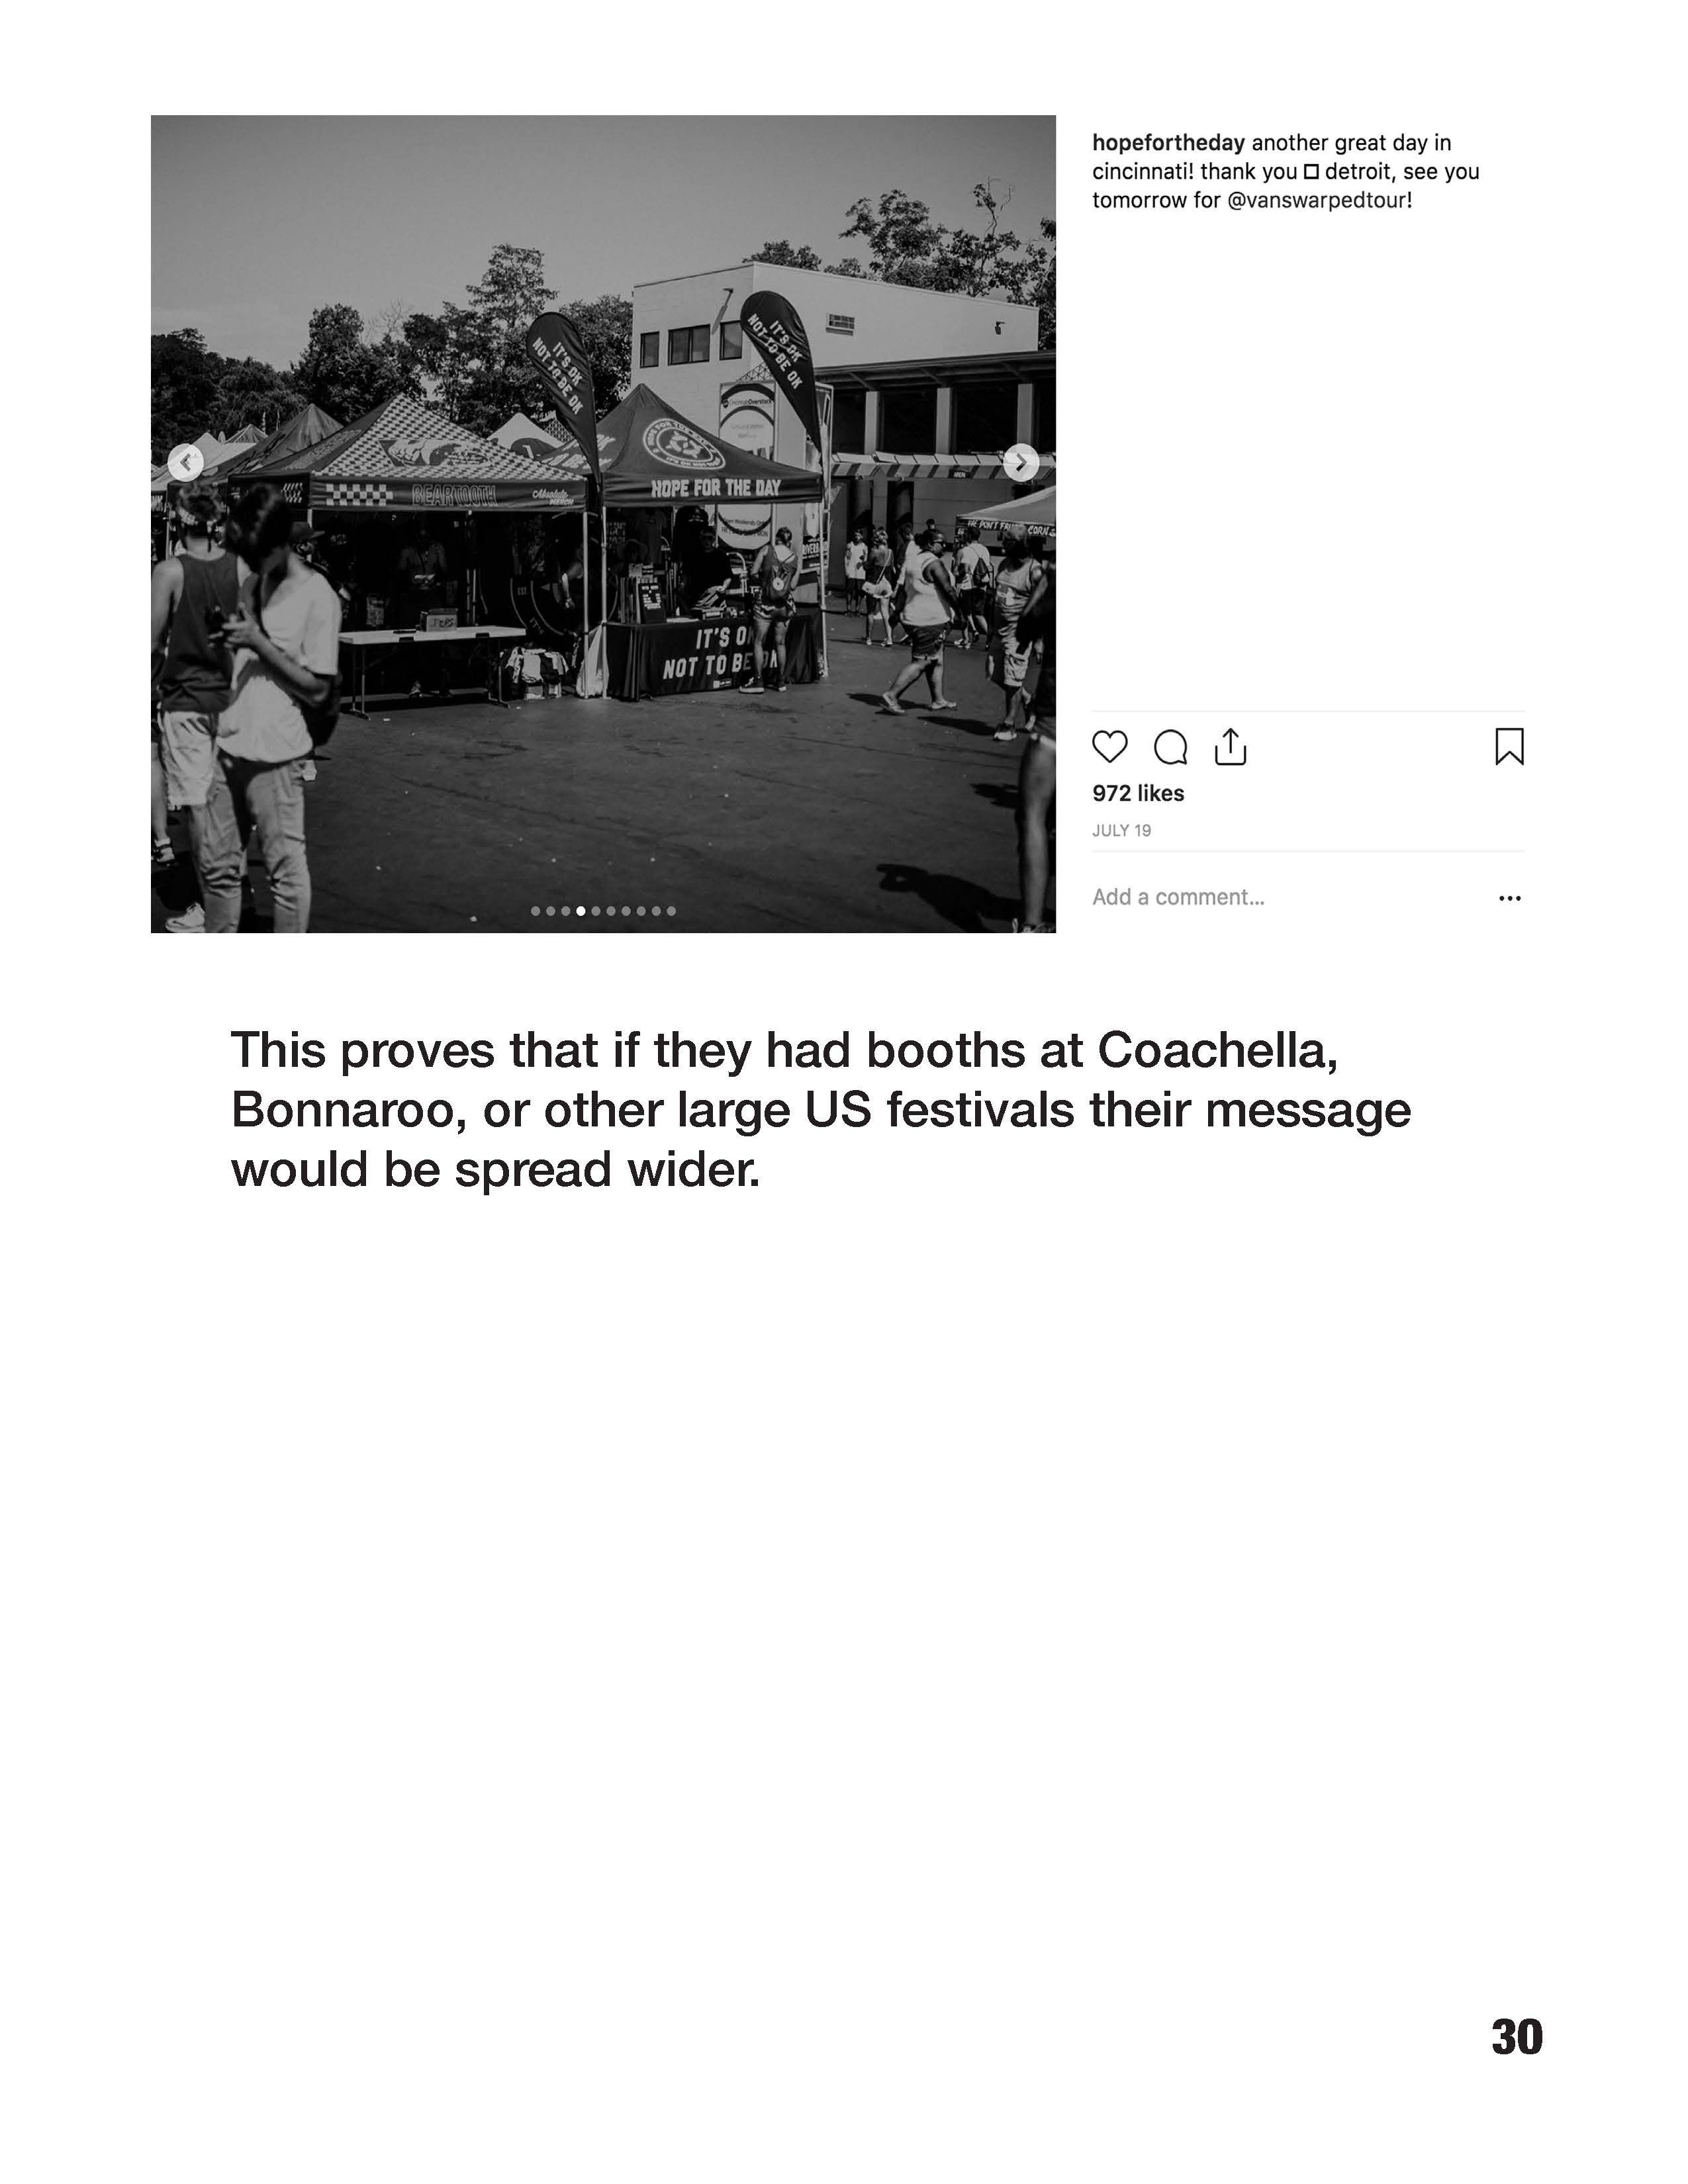 hopefortheday another great day in
cincinnati! thank you □ detroit, see you
tomorrow for @vanswarpedtour!
IT'S OK
NOT TO BE OK
IT'S OK
NOT TO BE OK
HOPE FOR THE DAY
BEARTOOTH
Absolute
IT'S O
NOT TO BE
972 likes
JULY 19
Add a comment...
This proves that if they had booths at Coachella,
Bonnaroo, or other large US festivals their message
would be spread wider.
30